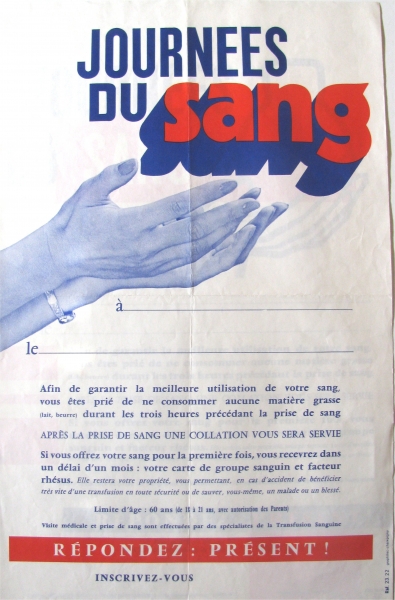 JOURNEES
DU sang
à
le
Afin de garantir la meilleure utilisation de votre sang,
vous êtes prié de ne consommer aucune matière grasse
(lait, beurre) durant les trois heures précédant la prise de sang
APRÈS LA PRISE DE SANG UNE COLLATION VOUS SERA SERVIE
Si vous offrez votre sang pour la première fois, vous recevrez dans
un délai d'un mois : votre carte de groupe sanguin et facteur
rhésus. Elle restera votre propriété, vous permettant, en cas d'accident de bénéficier
très vite d'une transfusion en toute sécurité ou de sauver, vous-même, un malade ou un blessé.
Limite d'âge : 60 ans (de 18 à 21 ans, avec autorisation des Parents)
Visite médicale et prise de sang sont effectuées par des spécialistes de la Transfusion Sanguine
RÉPONDEZ : PRÉSENT !
INSCRIVEZ-VOUS